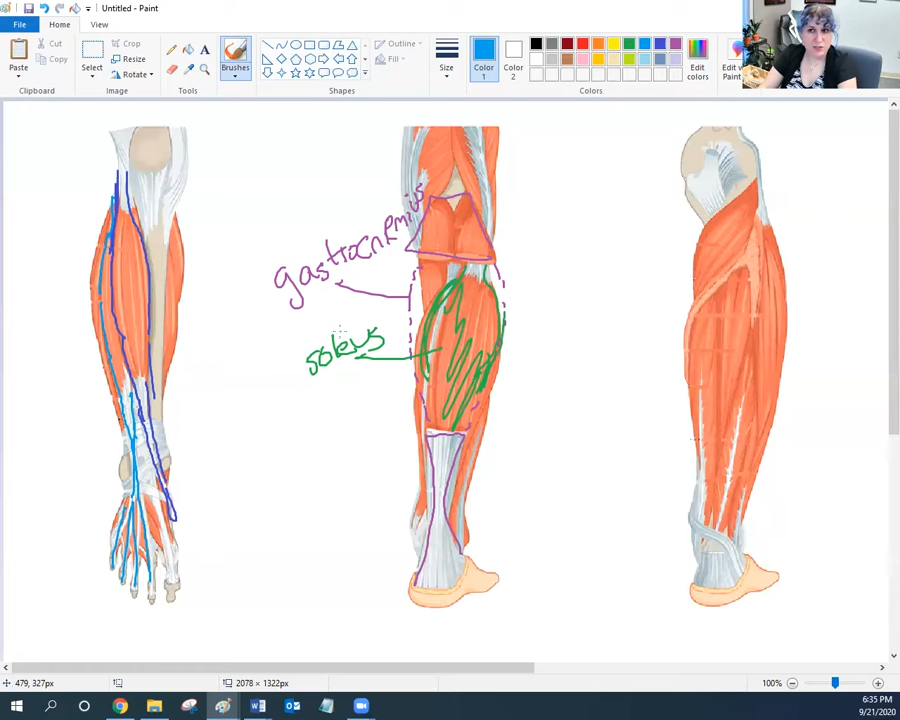 Untitled - Paint
File
Home
View
Paste
Cut
Copy
Clipboard
Select
Crop
Resize
Rotate
Image
Tools
Brushes
Shapes
Outline
Fill
Size
Color
1
Color
2
Colors
Edit
colors
gastrocnemius
soleus
479, 327px
2078 × 1322px
100%
6:35 PM
9/21/2020